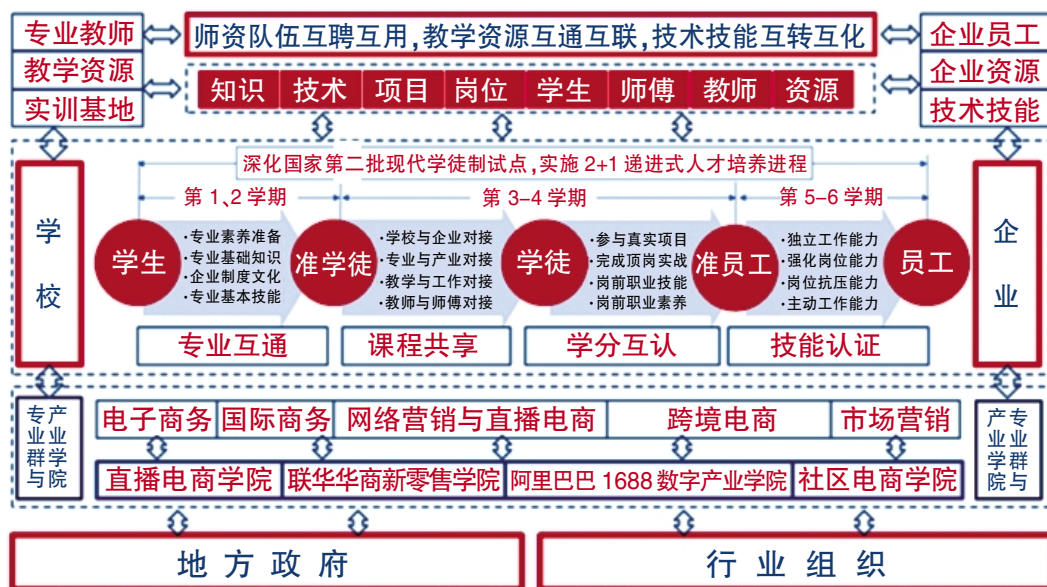 专业教师
教学资源
实训基地
师资队伍互聘互用,教学资源互通互联,技术技能互转互化
知识 技术 项目 岗位 学生 师傅 教师 资源
企业员工
企业资源
技术技能
深化国家第二批现代学徒制试点,实施2+1递进式人才培养进程
第1、2学期
第3-4学期
第5-6学期
学校
学生
·专业素养准备
·专业基础知识
·企业制度文化
·专业基本技能
准学徒
·学校与企业对接
·专业与产业对接
·教学与工作对接
·教师与师傅对接
学徒
·参与真实项目
·完成顶岗实战
·岗前职业技能
·岗前职业素养
准员工
·独立工作能力
·强化岗位能力
·岗位抗压能力
·主动工作能力
员工
企业
专业互通
课程共享
学分互认
技能认证
专业群与
产业学院
电子商务
国际商务
网络营销与直播电商
跨境电商
市场营销
直播电商学院
联华华商新零售学院
阿里巴巴1688数字产业学院
社区电商学院
专业群与
产业学院
地方政府
行业组织